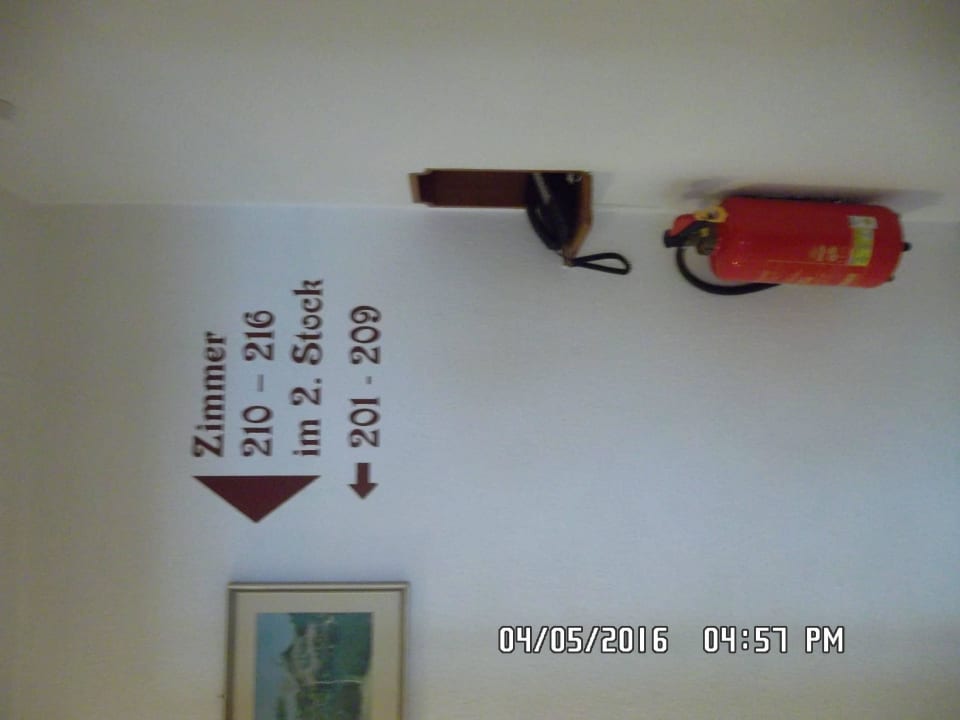 Zimmer
210 – 216
im 2. Stock
201 - 209
04/05/2016 04:57 PM